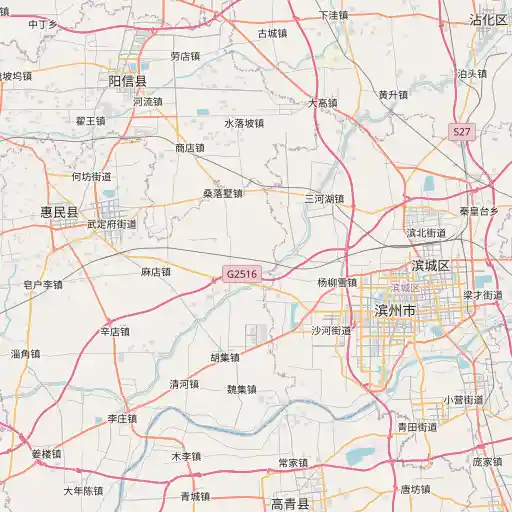 中丁乡
下洼镇
沾化区
古城镇
劳店镇
泊头镇
阳信县
黄升镇
河流镇
大高镇
翟王镇
水落坡镇
S27
商店镇
何坊街道
桑落墅镇
三河湖镇
惠民县
秦皇台乡
武定府街道
滨北街道
麻店镇
G2516
滨城区
皂户李镇
杨柳雪镇
滨城区
梁才街道
滨州市
辛店镇
沙河街道
淄角镇
胡集镇
清河镇
魏集镇
小营街道
李庄镇
青田街道
姜楼镇
木李镇
常家镇
庞家镇
大年陈镇
青城镇
高青县
唐坊镇